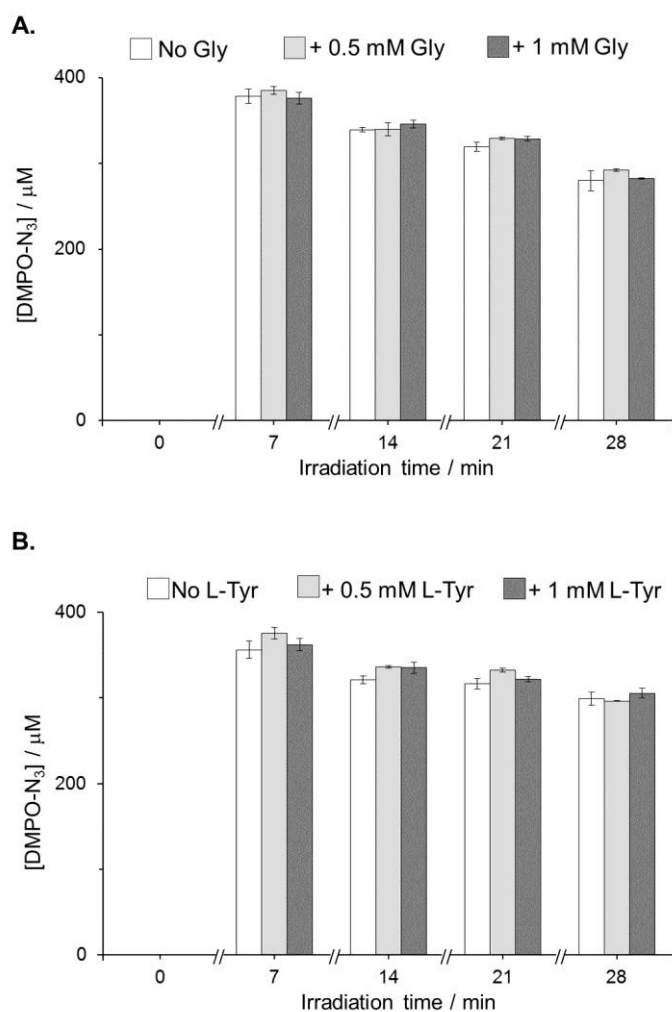 A.
No Gly + 0.5 mM Gly + 1 mM Gly
400
200
0
[DMPO-N₃] / μM
0 // 7 // 14 // 21 // 28
Irradiation time / min
B.
No L-Tyr + 0.5 mM L-Tyr + 1 mM L-Tyr
400
200
0
[DMPO-N₃] / μM
0 // 7 // 14 // 21 // 28
Irradiation time / min